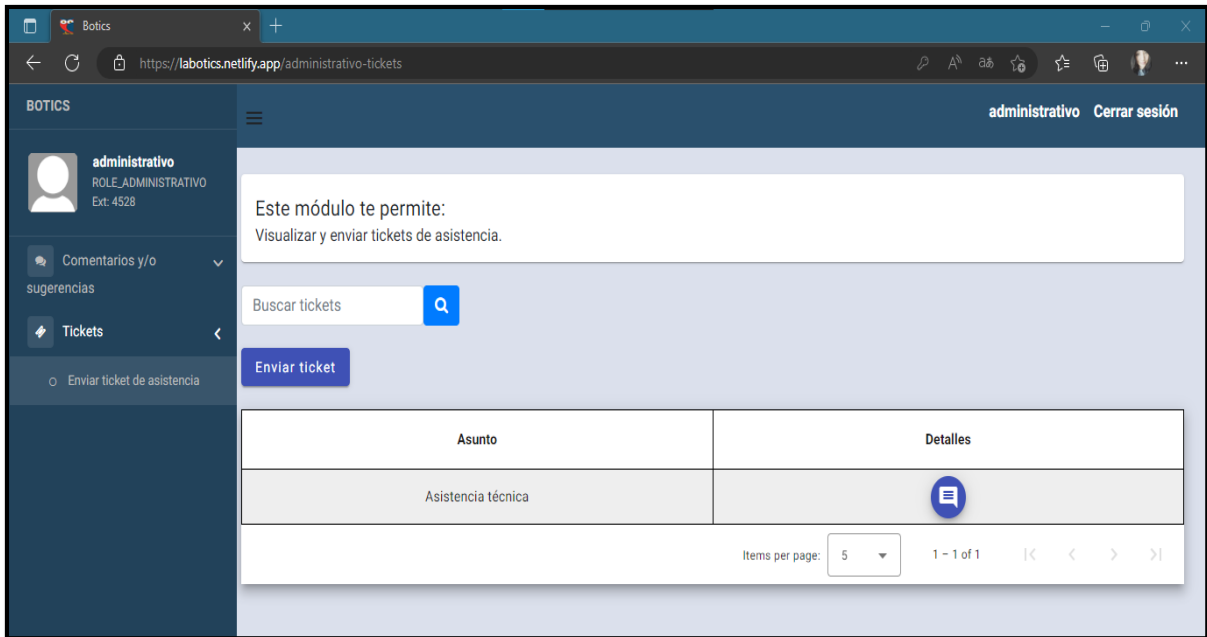 Botics
https://labotics.netlify.app/administrativo-tickets
BOTICS
administrativo Cerrar sesión
administrativo
ROLE_ADMINISTRATIVO
Ext: 4528
Comentarios y/o
sugerencias
Tickets
Enviar ticket de asistencia
Este módulo te permite:
Visualizar y enviar tickets de asistencia.
Buscar tickets
Enviar ticket
Asunto Detalles
Asistencia técnica
Items per page: 5 1 – 1 of 1